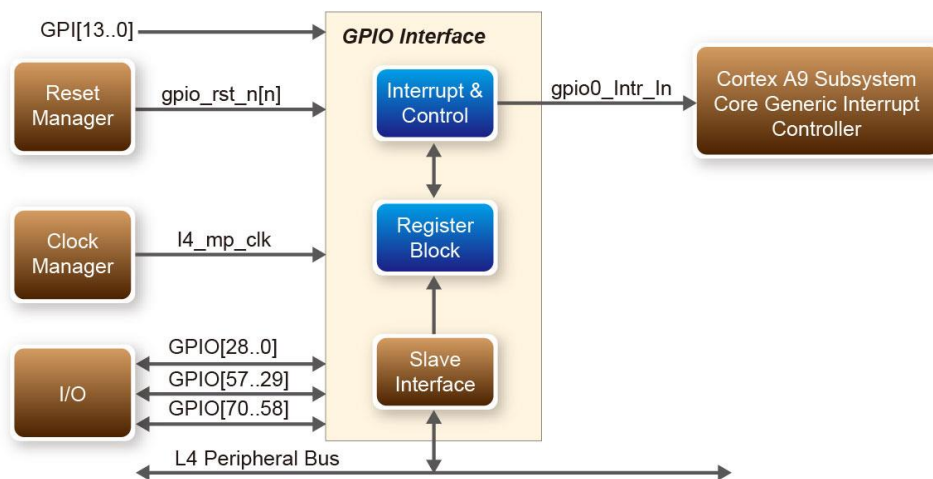 GPI[13..0]
GPIO Interface
Reset
Manager
gpio_rst_n[n]
Interrupt &
Control
gpio0_Intr_In
Cortex A9 Subsystem
Core Generic Interrupt
Controller
Clock
Manager
l4_mp_clk
Register
Block
I/O
GPIO[28..0]
GPIO[57..29]
GPIO[70..58]
Slave
Interface
L4 Peripheral Bus